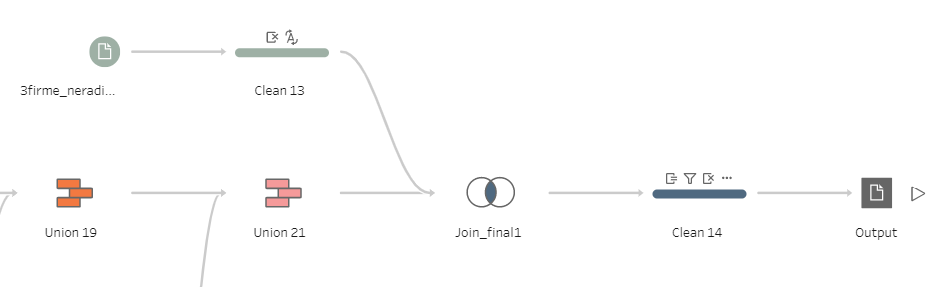 3firme_neradi...
Clean 13
Union 19
Union 21
Join_final1
Clean 14
Output